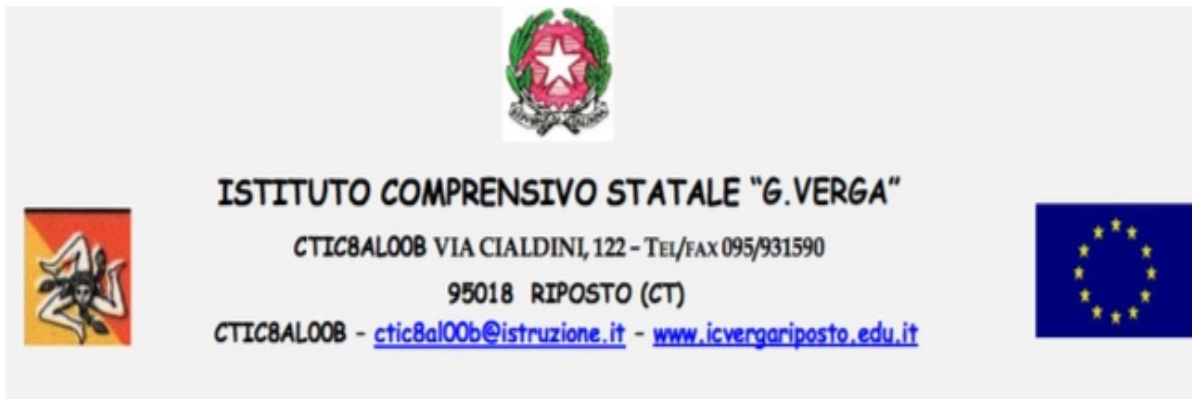 ISTITUTO COMPRENSIVO STATALE "G.VERGA"
CTIC8AL00B VIA CIALDINI, 122 – TEL/FAX 095/931590
95018 RIPOSTO (CT)
CTIC8AL00B - ctic8al00b@istruzione.it - www.icvergariposto.edu.it